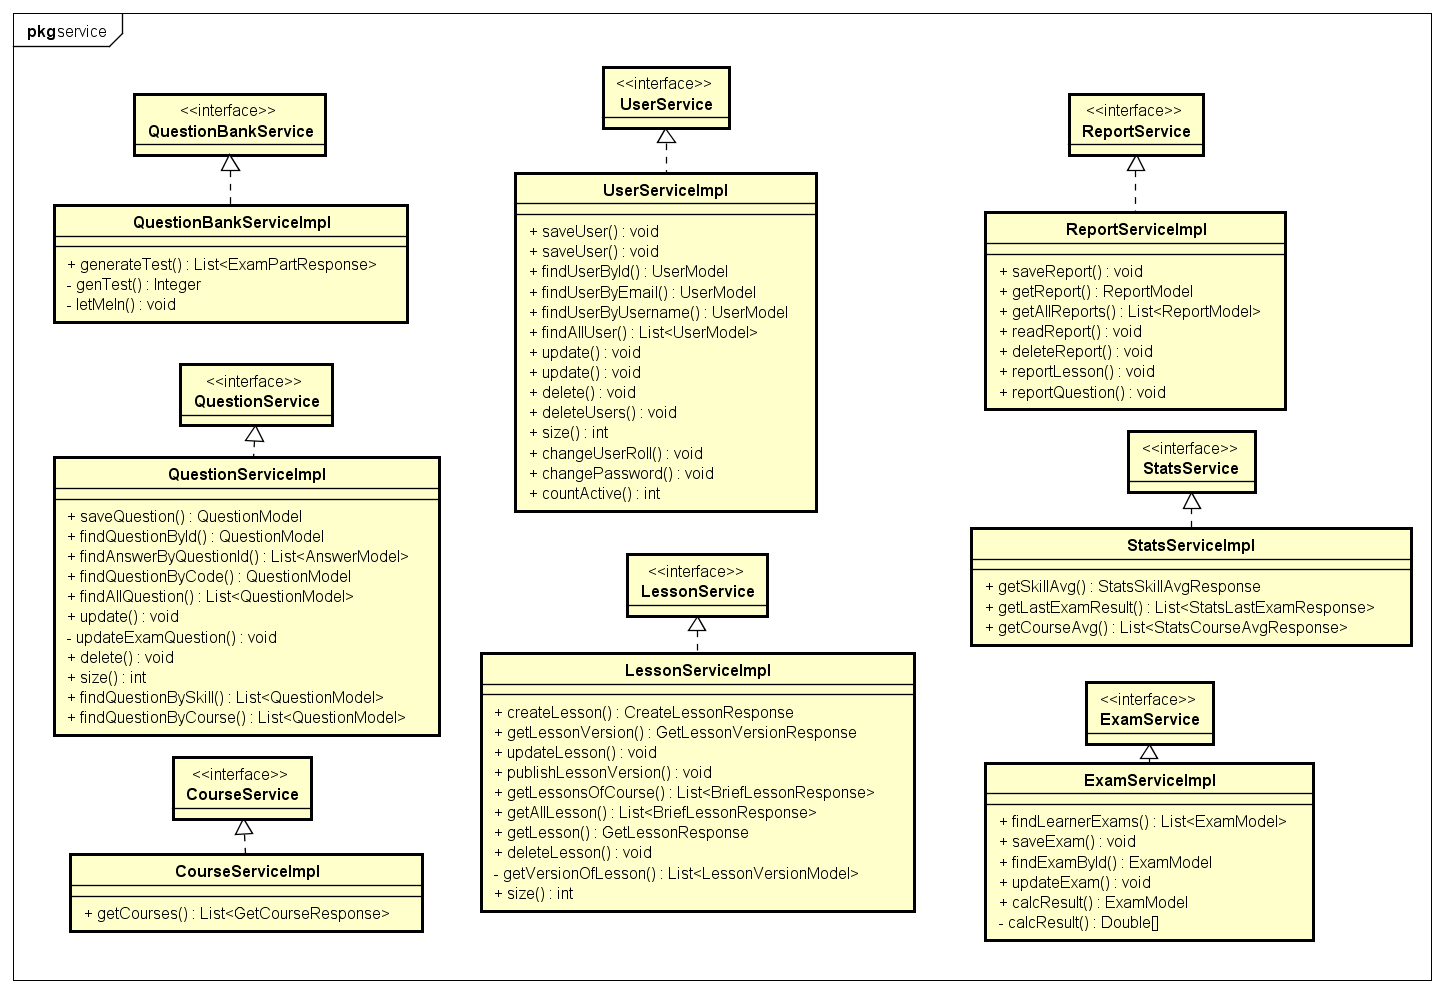 pkg service
<<interface>>
QuestionBankService
QuestionBankServiceImpl
+ generateTest() : List<ExamPartResponse>
- genTest() : Integer
- letMeIn() : void
<<interface>>
QuestionService
QuestionServiceImpl
+ saveQuestion() : QuestionModel
+ findQuestionById() : QuestionModel
+ findAnswerByQuestionId() : List<AnswerModel>
+ findQuestionByCode() : QuestionModel
+ findAllQuestion() : List<QuestionModel>
+ update() : void
- updateExamQuestion() : void
+ delete() : void
+ size() : int
+ findQuestionBySkill() : List<QuestionModel>
+ findQuestionByCourse() : List<QuestionModel>
<<interface>>
CourseService
CourseServiceImpl
+ getCourses() : List<GetCourseResponse>
<<interface>>
UserService
UserServiceImpl
+ saveUser() : void
+ saveUser() : void
+ findUserById() : UserModel
+ findUserByEmail() : UserModel
+ findUserByUsername() : UserModel
+ findAllUser() : List<UserModel>
+ update() : void
+ update() : void
+ delete() : void
+ deleteUsers() : void
+ size() : int
+ changeUserRoll() : void
+ changePassword() : void
+ countActive() : int
<<interface>>
LessonService
LessonServiceImpl
+ createLesson() : CreateLessonResponse
+ getLessonVersion() : GetLessonVersionResponse
+ updateLesson() : void
+ publishLessonVersion() : void
+ getLessonsOfCourse() : List<BriefLessonResponse>
+ getAllLesson() : List<BriefLessonResponse>
+ getLesson() : GetLessonResponse
+ deleteLesson() : void
- getVersionOfLesson() : List<LessonVersionModel>
+ size() : int
<<interface>>
ReportService
ReportServiceImpl
+ saveReport() : void
+ getReport() : ReportModel
+ getAllReports() : List<ReportModel>
+ readReport() : void
+ deleteReport() : void
+ reportLesson() : void
+ reportQuestion() : void
<<interface>>
StatsService
StatsServiceImpl
+ getSkillAvg() : StatsSkillAvgResponse
+ getLastExamResult() : List<StatsLastExamResponse>
+ getCourseAvg() : List<StatsCourseAvgResponse>
<<interface>>
ExamService
ExamServiceImpl
+ findLearnerExams() : List<ExamModel>
+ saveExam() : void
+ findExamById() : ExamModel
+ updateExam() : void
+ calcResult() : ExamModel
- calcResult() : Double[]